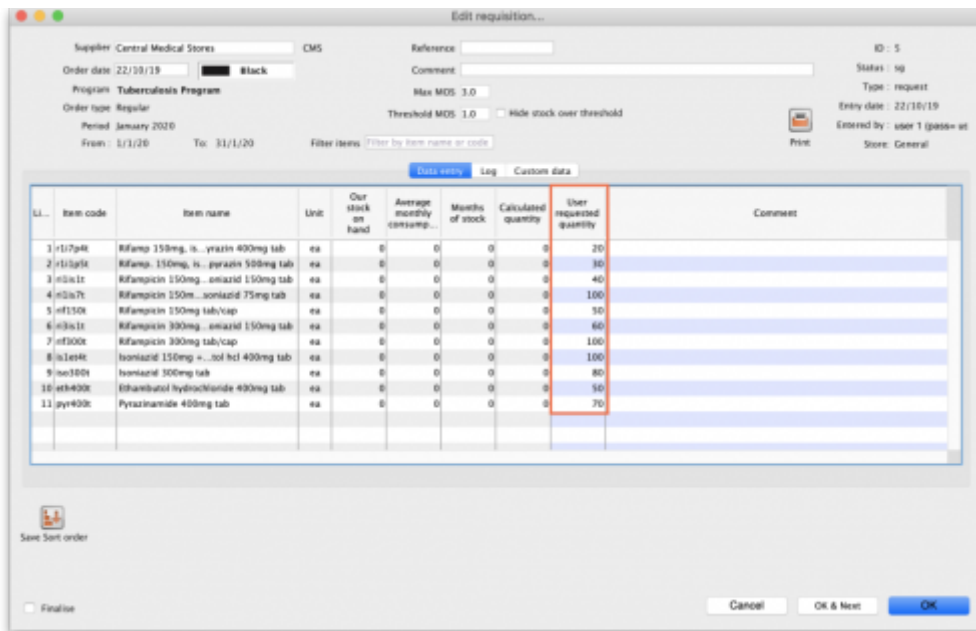 Edit requisition...
Supplier Central Medical Stores CMS Reference ID : 5
Order date 22/10/19 Black Comment Status : sg
Program Tuberculosis Program Max MOS 3.0 Type : request
Order type Regular Threshold MOS 1.0 Hide stock over threshold Entry date : 22/10/19
Period January 2020 Entered by : user 1 (pass= us
From : 1/1/20 To: 31/1/20 Filter items Filter by item name or code Print Store: General
Data entry Log Custom data
Li... Item code Item name Unit Our stock on hand Average monthly consump... Months of stock Calculated quantity User requested quantity Comment
1 Rifamp 150mg, is...yrazin 400mg tab ea 0 0 0 0 20
2 Rifamp. 150mg, is...pyrazin 500mg tab ea 0 0 0 0 30
3 Rifampicin 150mg...oniazid 150mg tab ea 0 0 0 0 40
4 Rifampicin 150m...soniazid 75mg tab ea 0 0 0 0 100
5 rif150t Rifampicin 150mg tab/cap ea 0 0 0 0 50
6 Rifampicin 300mg...oniazid 150mg tab ea 0 0 0 0 60
7 rif300t Rifampicin 300mg tab/cap ea 0 0 0 0 100
8 Isoniazid 150mg +...tol hcl 400mg tab ea 0 0 0 0 100
9 iso300t Isoniazid 300mg tab ea 0 0 0 0 80
10 eth400t Ethambutol hydrochloride 400mg tab ea 0 0 0 0 50
11 pyr400t Pyrazinamide 400mg tab ea 0 0 0 0 70
Save Sort order
Finalise Cancel OK & Next OK